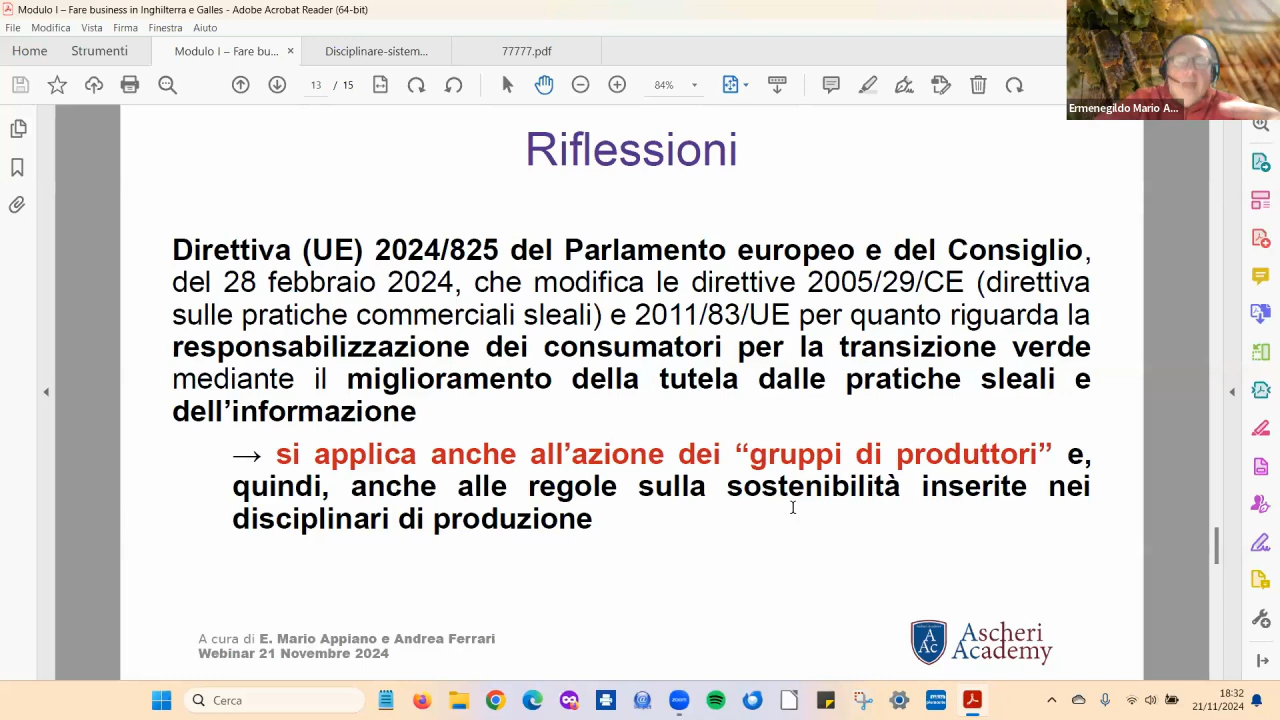 Modulo I – Fare business in Inghilterra e Galles - Adobe Acrobat Reader (64-bit)
File Modifica Vista Firma Finestra Aiuto
Home Strumenti Modulo I – Fare bu... × Disciplinare-sistem... 77777.pdf
13 / 15 84%
Ermenegildo Mario A...
Riflessioni
Direttiva (UE) 2024/825 del Parlamento europeo e del Consiglio,
del 28 febbraio 2024, che modifica le direttive 2005/29/CE (direttiva
sulle pratiche commerciali sleali) e 2011/83/UE per quanto riguarda la
responsabilizzazione dei consumatori per la transizione verde
mediante il miglioramento della tutela dalle pratiche sleali e
dell’informazione
→ si applica anche all’azione dei “gruppi di produttori” e,
quindi, anche alle regole sulla sostenibilità inserite nei
disciplinari di produzione
A cura di E. Mario Appiano e Andrea Ferrari
Webinar 21 Novembre 2024
A
Ac
Ascheri
Academy
Cerca
18:32
21/11/2024